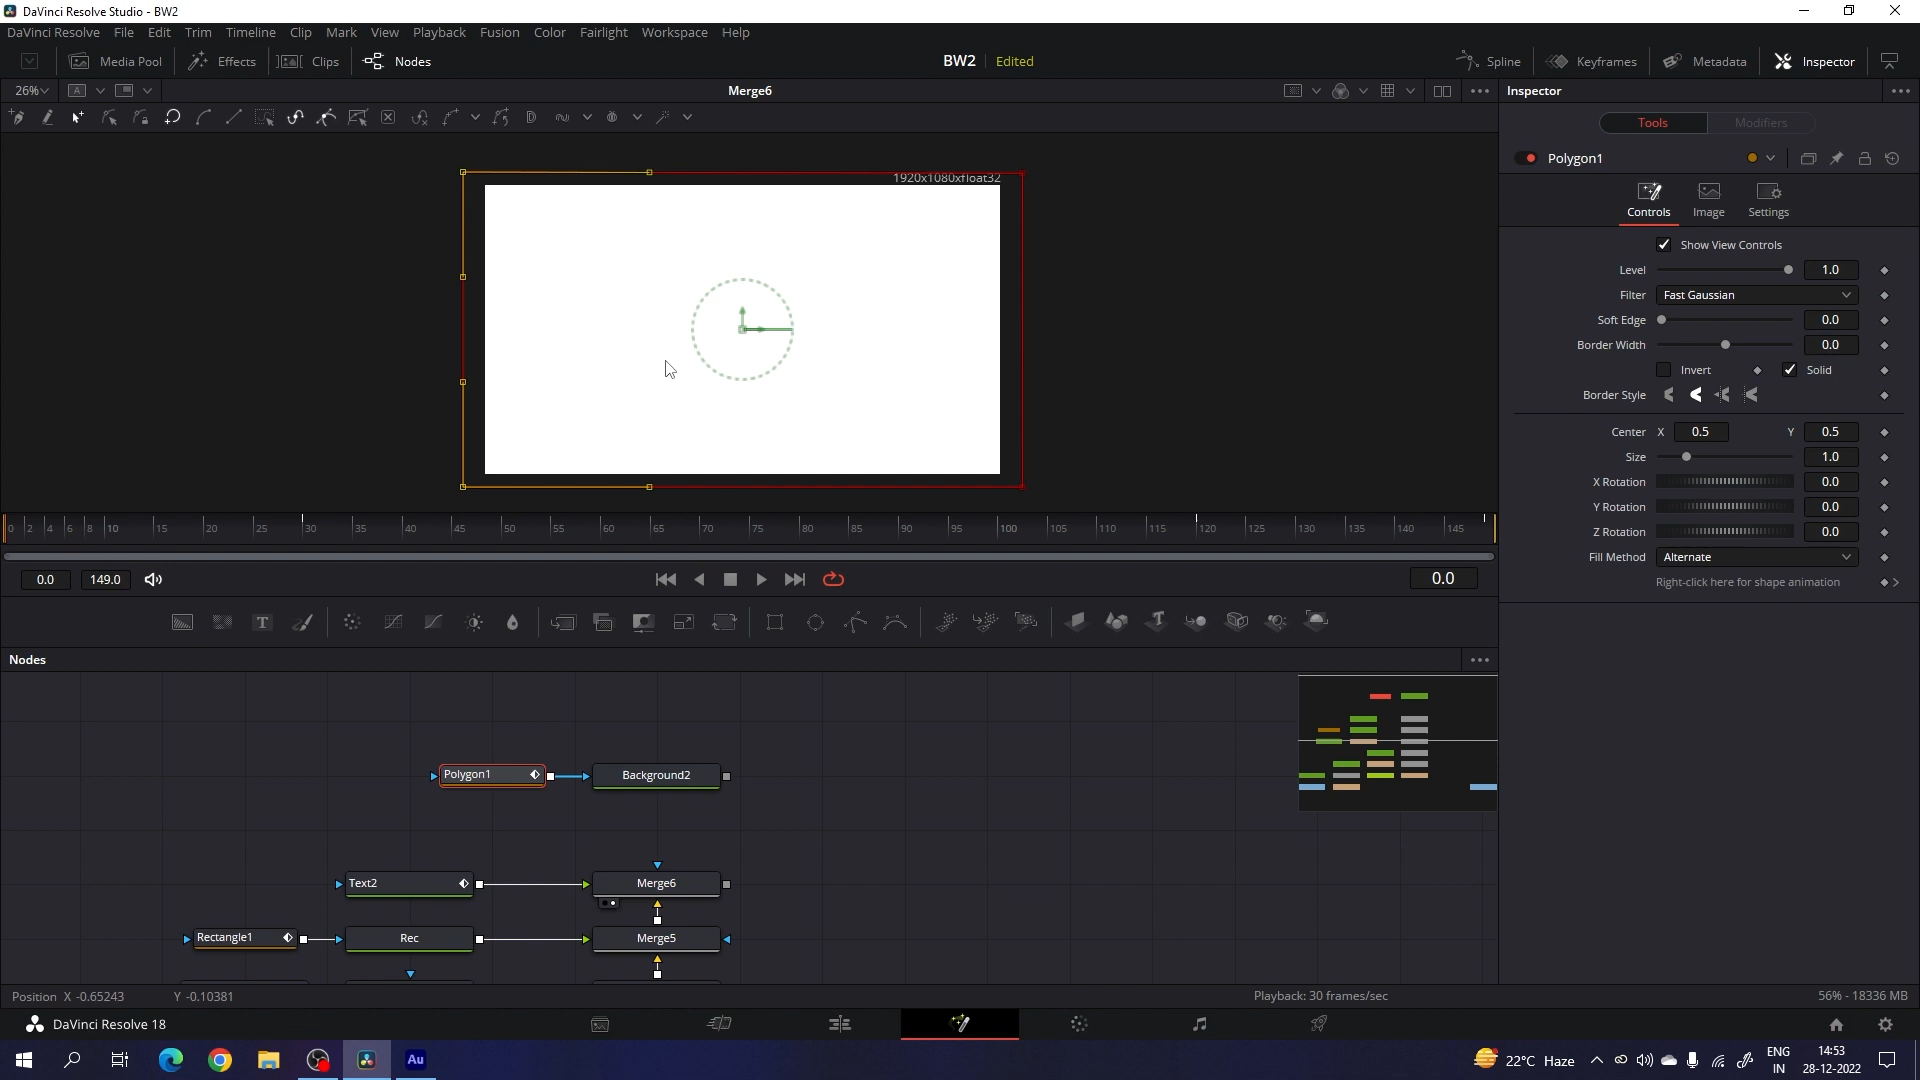 DaVinci Resolve Studio - BW2
DaVinci Resolve File Edit Trim Timeline Clip Mark View Playback Fusion Color Fairlight Workspace Help
Media Pool Effects Clips Nodes BW2 Edited Spline Keyframes Metadata Inspector
26% A Merge6 Inspector
Tools Modifiers
Polygon1
1920x1080xfloat32
Controls Image Settings
Show View Controls
Level 1.0
Filter Fast Gaussian
Soft Edge 0.0
Border Width 0.0
Invert Solid
Border Style
Center X 0.5 Y 0.5
Size 1.0
X Rotation 0.0
Y Rotation 0.0
Z Rotation 0.0
Fill Method Alternate
Right-click here for shape animation
0 2 4 6 8 10 15 20 25 30 35 40 45 50 55 60 65 70 75 80 85 90 95 100 105 110 115 120 125 130 135 140 145
0.0 149.0 0.0
T T
Nodes
Polygon1 Background2
Text2 Merge6
Rectangle1 Rec Merge5
Position X -0.65243 Y -0.10381 Playback: 30 frames/sec 56% - 18336 MB
DaVinci Resolve 18
Au 22°C Haze ENG IN 14:53 28-12-2022